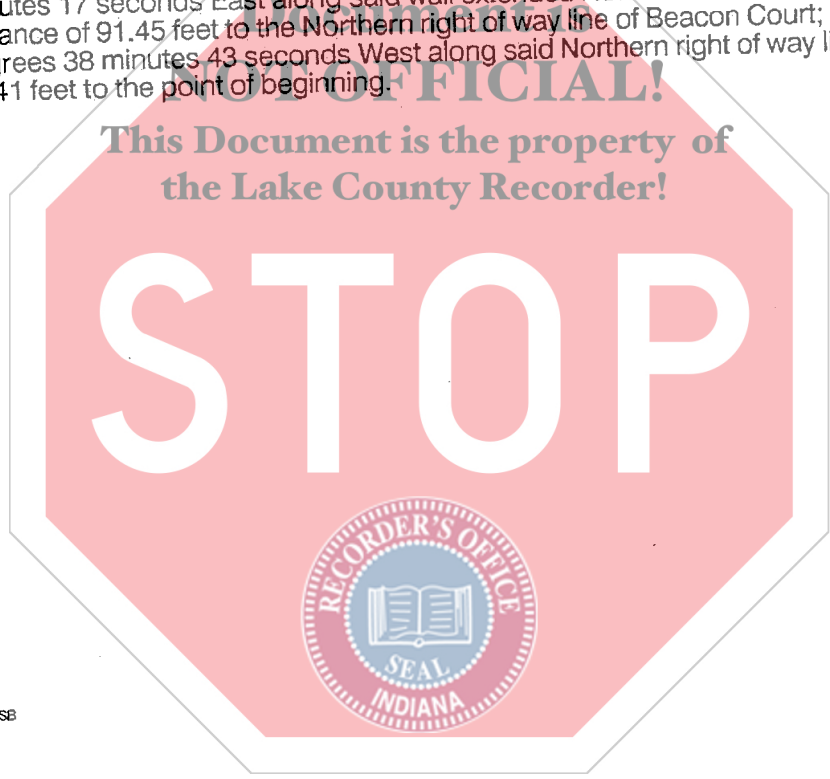 utes 17 seconds East along said wall extended
ance of 91.45 feet to the Northern right of way line of Beacon Court;
rees 38 minutes 43 seconds West along said Northern right of way li
41 feet to the point of beginning.
Document is
NOT OFFICIAL!
This Document is the property of
the Lake County Recorder!
STOP
RECORDER'S OFFICE
SEAL
INDIANA
SB